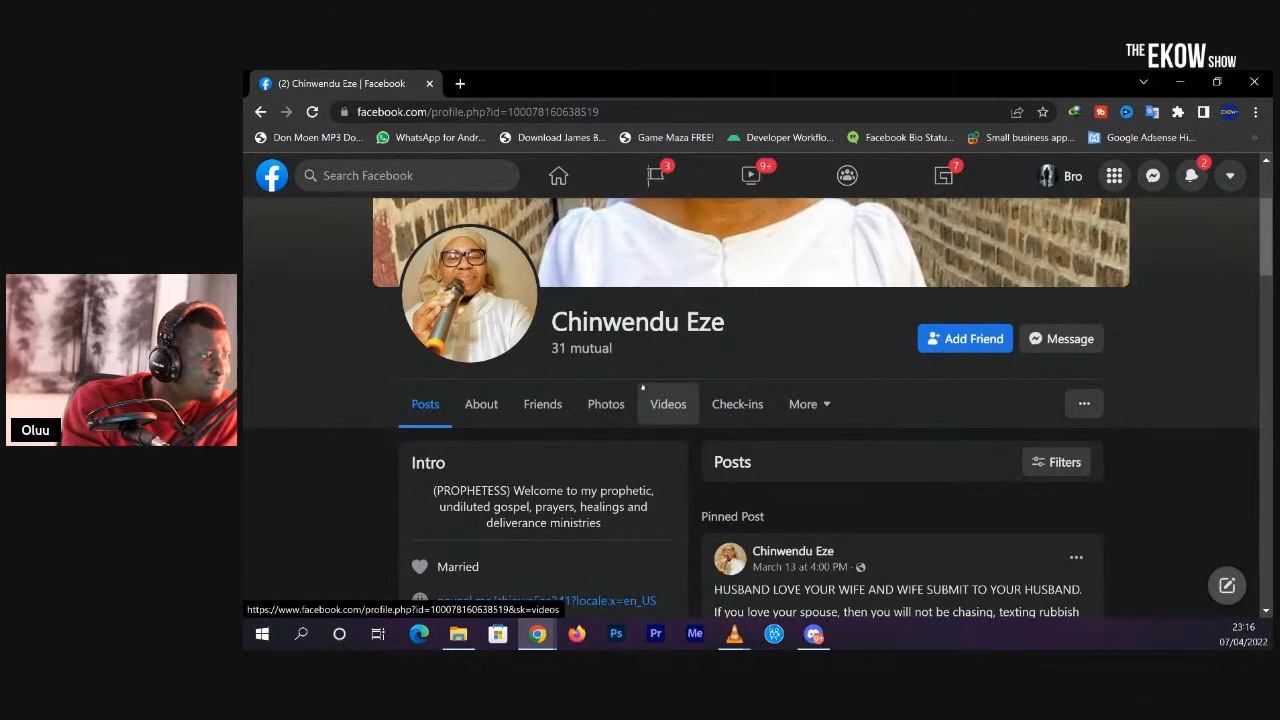 THE EKOW SHOW
(2) Chinwendu Eze | Facebook
facebook.com/profile.php?id=100078160638519
Don Moen MP3 Do...
WhatsApp for Andr...
Download James B...
Game Maza FREE!
Developer Workflo...
Facebook Bio Statu...
Small business app...
Google Adsense Hi...
Search Facebook
3
9+
7
Bro
2
Chinwendu Eze
31 mutual
Add Friend
Message
Posts
About
Friends
Photos
Videos
Check-ins
More
Oluu
Intro
(PROPHETESS) Welcome to my prophetic,
undiluted gospel, prayers, healings and
deliverance ministries
Married
Posts
Filters
Pinned Post
Chinwendu Eze
March 13 at 4:00 PM ·
HUSBAND LOVE YOUR WIFE AND WIFE SUBMIT TO YOUR HUSBAND.
If you love your spouse, then you will not be chasing, texting rubbish
https://www.facebook.com/profile.php?id=100078160638519&sk=videos
Ps
Pr
Me
23:16
07/04/2022